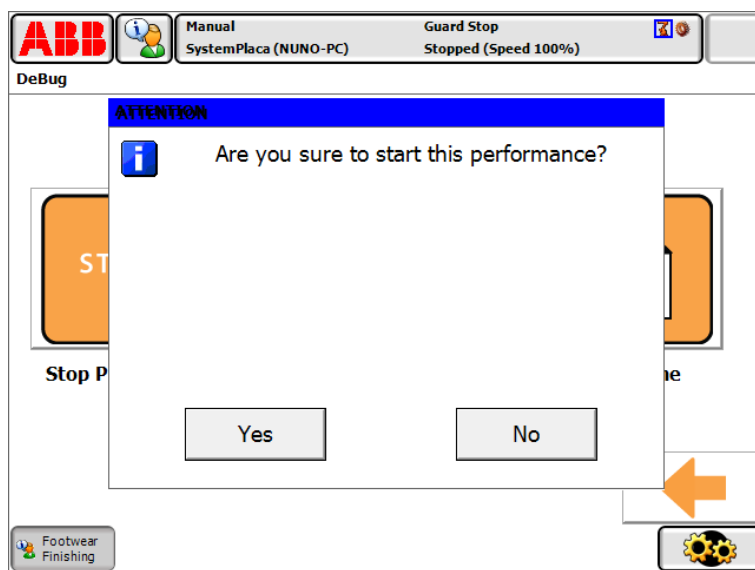 ABB
Manual
SystemPlaca (NUNO-PC)
Guard Stop
Stopped (Speed 100%)
DeBug
ATTENTION
Are you sure to start this performance?
ST
Stop P
ne
Yes
No
Footwear
Finishing